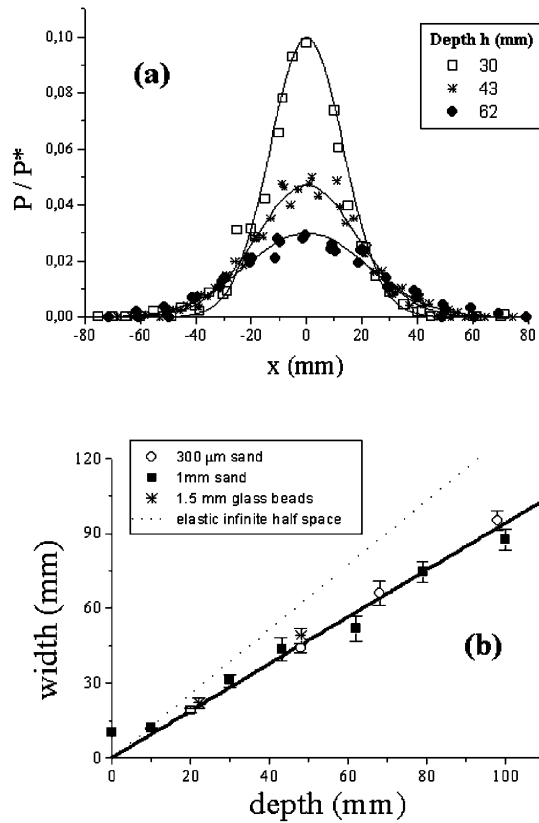 (a)
Depth h (mm)
30
43
62
P / P*
0,10
0,08
0,06
0,04
0,02
0,00
-80 -60 -40 -20 0 20 40 60 80
x (mm)
300 µm sand
1mm sand
1.5 mm glass beads
elastic infinite half space
(b)
width (mm)
120
90
60
30
0
0 20 40 60 80 100
depth (mm)